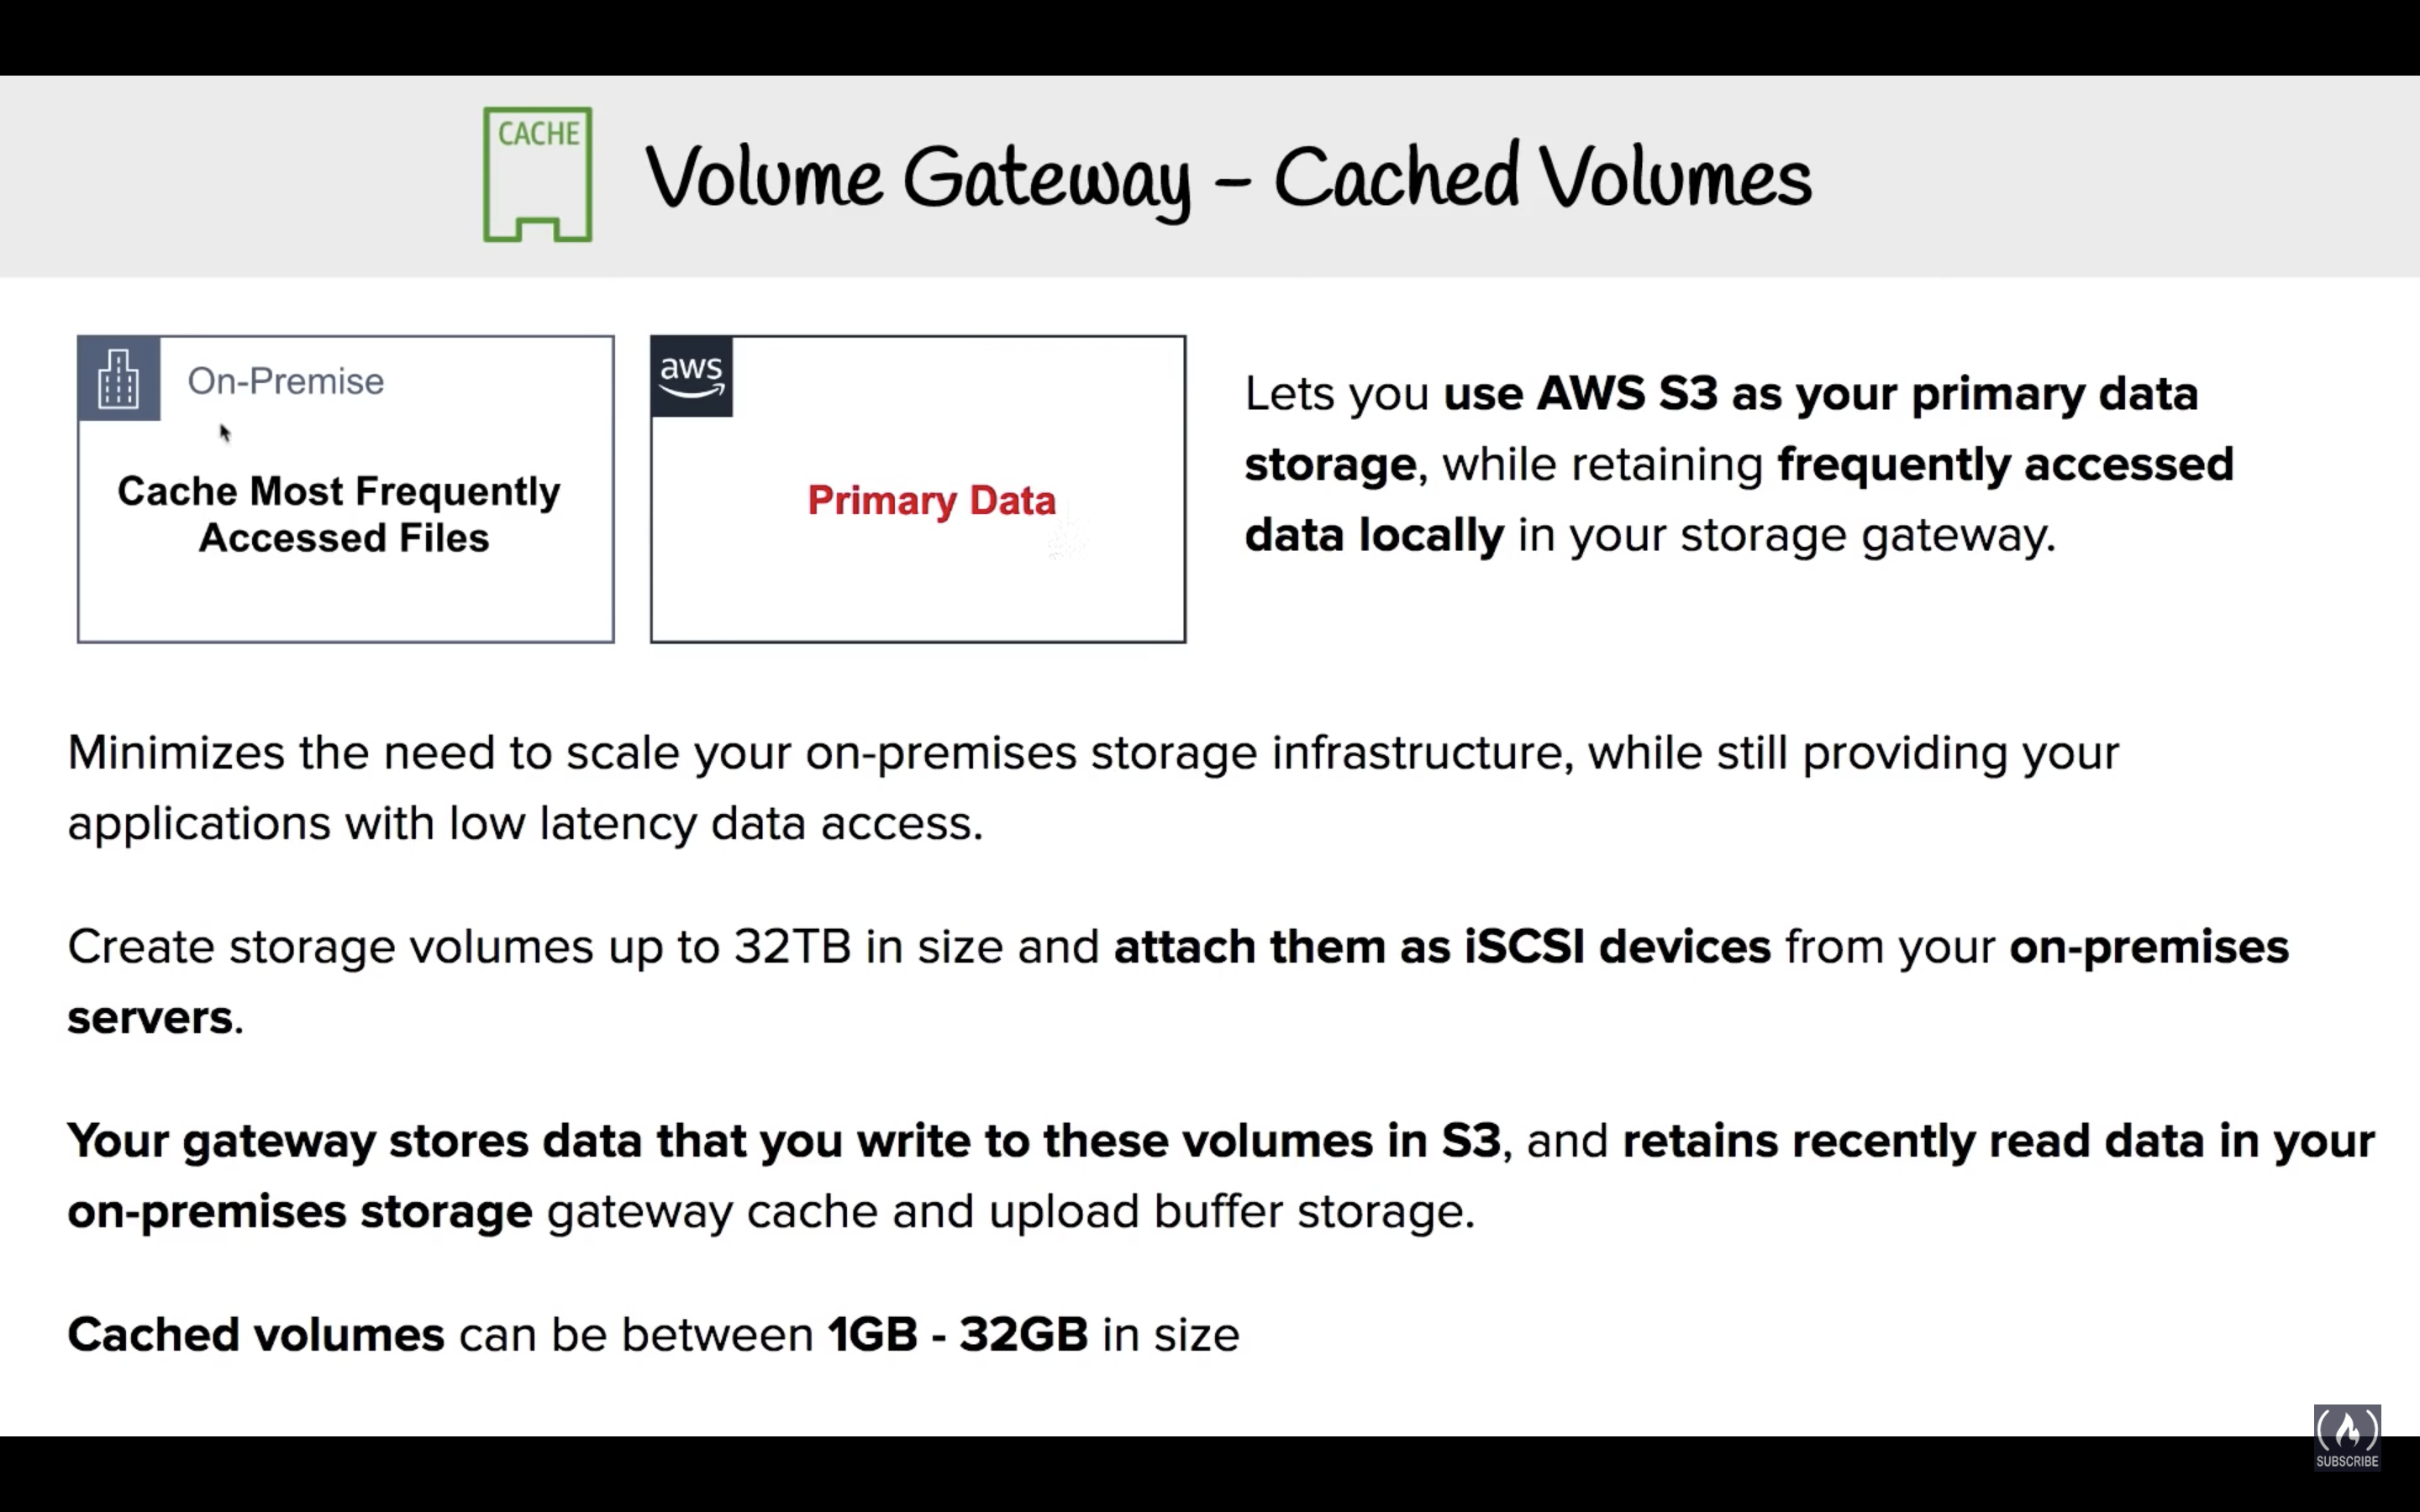 CACHE
Volume Gateway – Cached Volumes
On-Premise
Cache Most Frequently
Accessed Files
aws
Primary Data
Lets you use AWS S3 as your primary data
storage, while retaining frequently accessed
data locally in your storage gateway.
Minimizes the need to scale your on-premises storage infrastructure, while still providing your
applications with low latency data access.
Create storage volumes up to 32TB in size and attach them as iSCSI devices from your on-premises
servers.
Your gateway stores data that you write to these volumes in S3, and retains recently read data in your
on-premises storage gateway cache and upload buffer storage.
Cached volumes can be between 1GB - 32GB in size
SUBSCRIBE